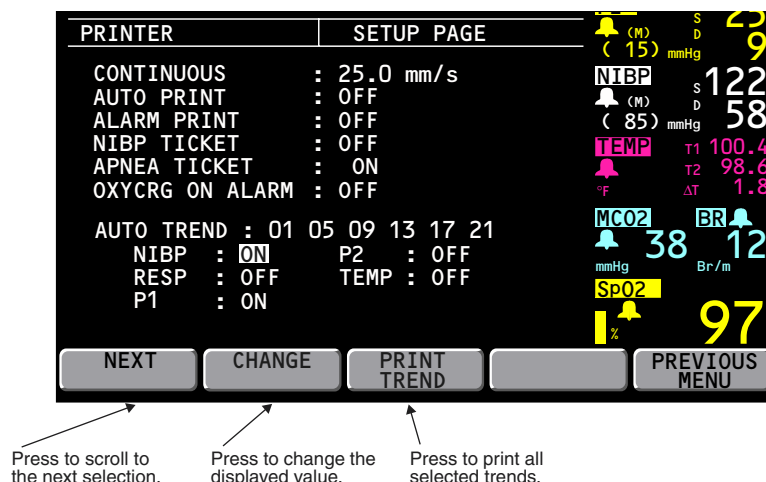 PRINTER SETUP PAGE
CONTINUOUS : 25.0 mm/s
AUTO PRINT : OFF
ALARM PRINT : OFF
NIBP TICKET : OFF
APNEA TICKET : ON
OXYCRG ON ALARM : OFF
AUTO TREND : 01 05 09 13 17 21
NIBP : ON P2 : OFF
RESP : OFF TEMP : OFF
P1 : ON
S 25
(M) D 9
( 15) mmHg
NIBP S 122
(M) D 58
( 85) mmHg
TEMP T1 100.4
T2 98.6
°F ΔT 1.8
MCO2 BR
38 12
mmHg Br/m
SpO2
% 97
NEXT CHANGE PRINT TREND PREVIOUS MENU
Press to scroll to
the next selection.
Press to change the
displayed value.
Press to print all
selected trends.